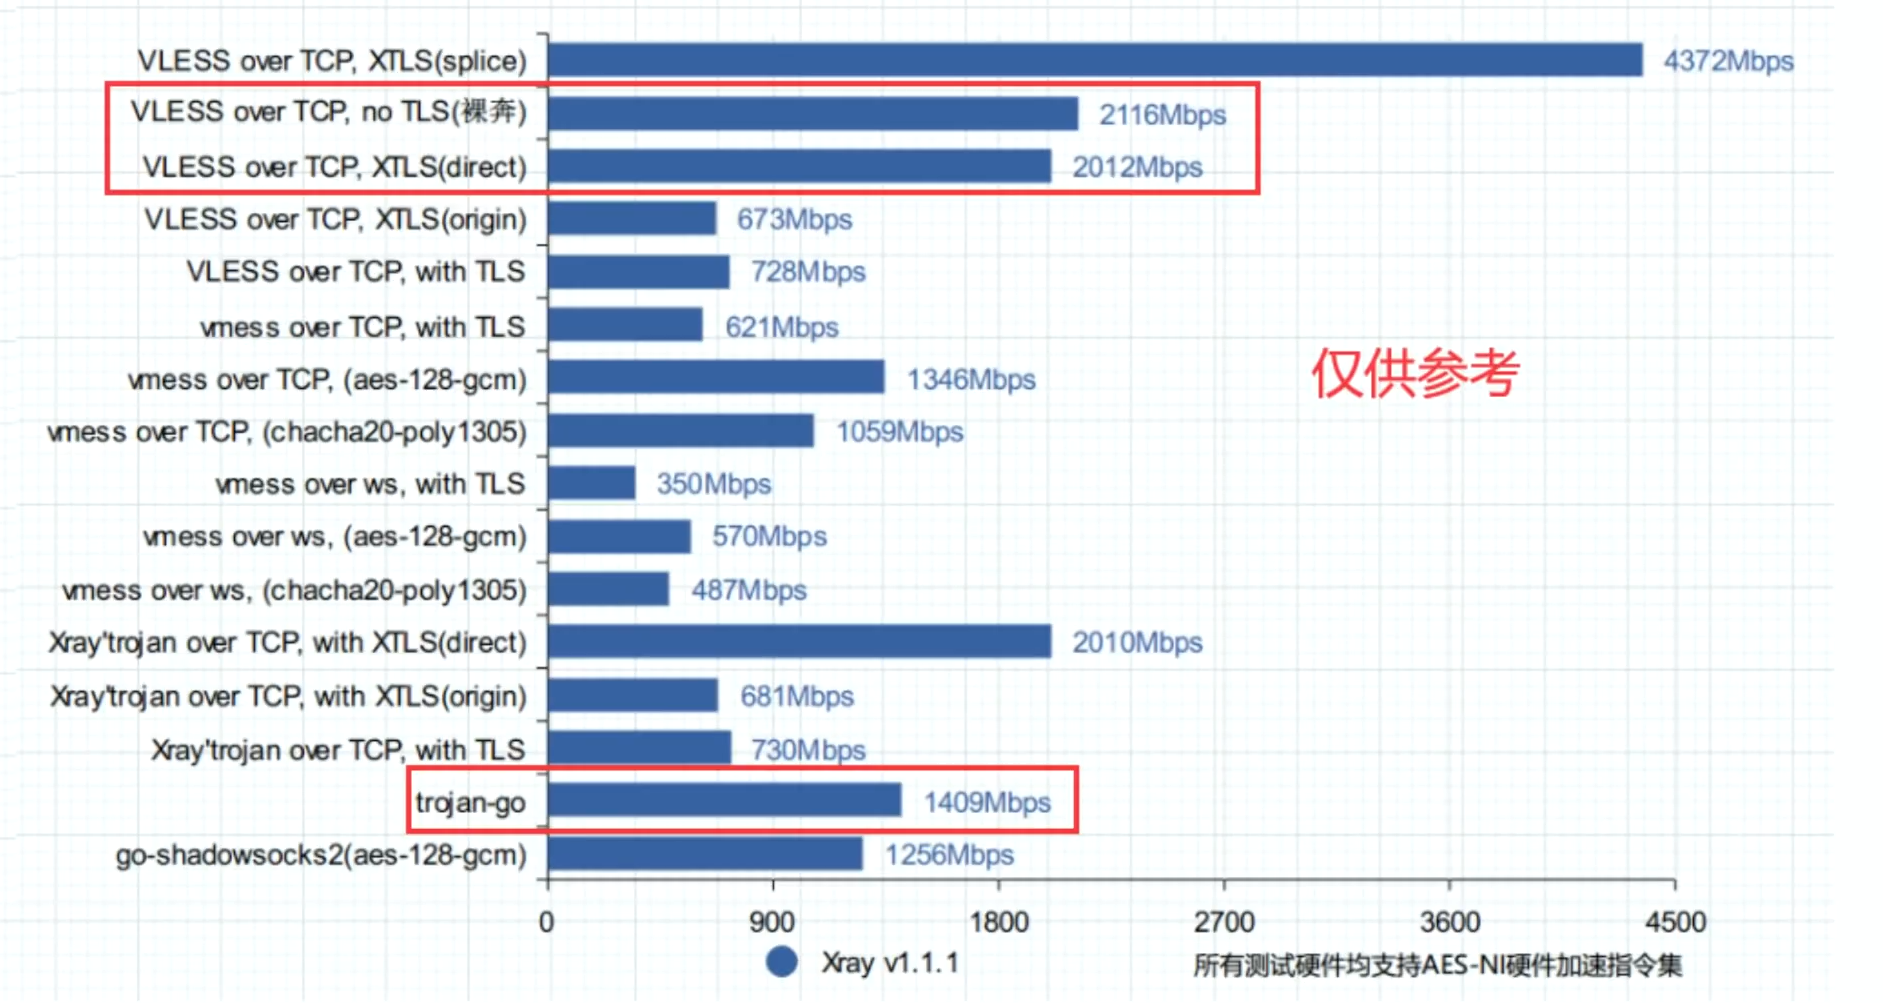 VLESS over TCP, XTLS(splice) 4372Mbps
VLESS over TCP, no TLS(裸奔) 2116Mbps
VLESS over TCP, XTLS(direct) 2012Mbps
VLESS over TCP, XTLS(origin) 673Mbps
VLESS over TCP, with TLS 728Mbps
vmess over TCP, with TLS 621Mbps
vmess over TCP, (aes-128-gcm) 1346Mbps
仅供参考
vmess over TCP, (chacha20-poly1305) 1059Mbps
vmess over ws, with TLS 350Mbps
vmess over ws, (aes-128-gcm) 570Mbps
vmess over ws, (chacha20-poly1305) 487Mbps
Xray'trojan over TCP, with XTLS(direct) 2010Mbps
Xray'trojan over TCP, with XTLS(origin) 681Mbps
Xray'trojan over TCP, with TLS 730Mbps
trojan-go 1409Mbps
go-shadowsocks2(aes-128-gcm) 1256Mbps
0 900 1800 2700 3600 4500
Xray v1.1.1
所有测试硬件均支持AES-NI硬件加速指令集